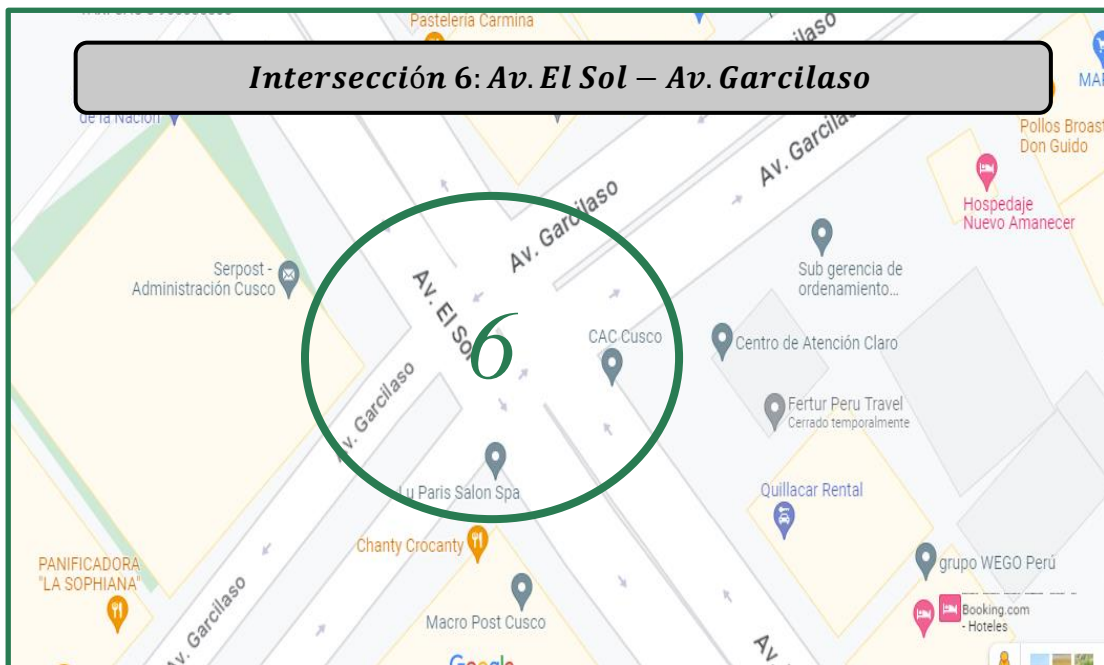 Pastelería Carmina
Intersección 6: Av. El Sol – Av. Garcilaso
de la Nación
Av. Garcilaso
Pollos Broast
Don Guido
Hospedaje
Nuevo Amanecer
Av. Garcilaso
Serpost -
Administración Cusco
Sub gerencia de
ordenamiento...
Av. El Sol
6
CAC Cusco
Centro de Atención Claro
Av. Garcilaso
Fertur Peru Travel
Cerrado temporalmente
Lu Paris Salon Spa
Quillacar Rental
Chanty Crocanty
PANIFICADORA
"LA SOPHIANA"
grupo WEGO Perú
Av. Garcilaso
Macro Post Cusco
Booking.com
- Hoteles
Av.
Google